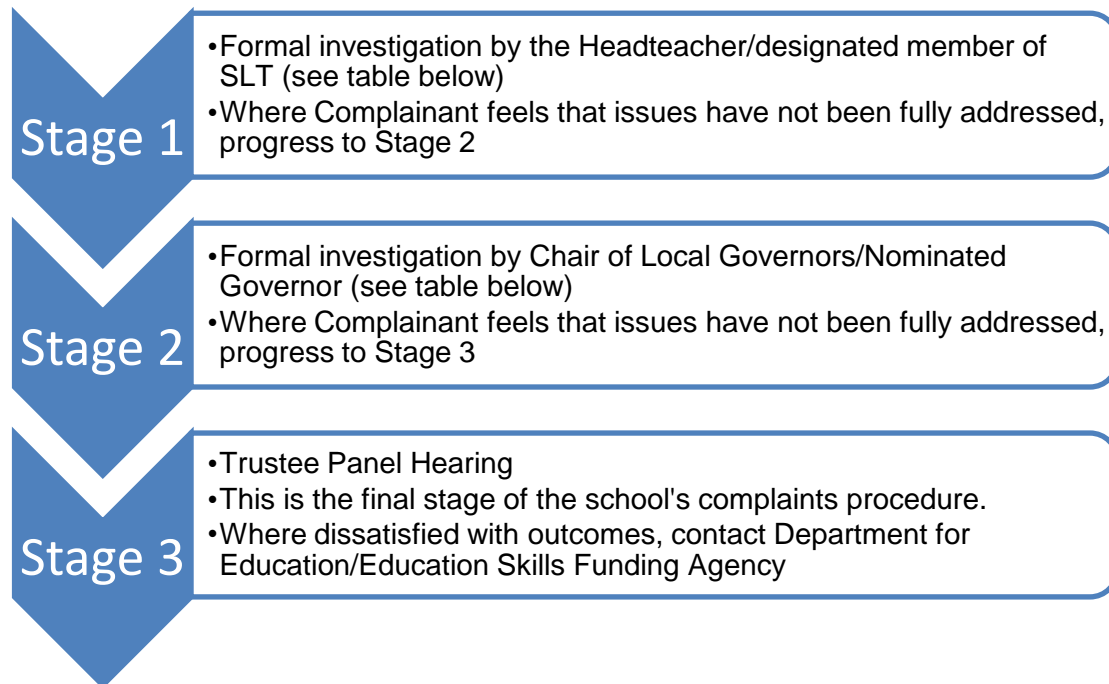 Stage 1
•Formal investigation by the Headteacher/designated member of
SLT (see table below)
•Where Complainant feels that issues have not been fully addressed,
progress to Stage 2
Stage 2
•Formal investigation by Chair of Local Governors/Nominated
Governor (see table below)
•Where Complainant feels that issues have not been fully addressed,
progress to Stage 3
Stage 3
•Trustee Panel Hearing
•This is the final stage of the school's complaints procedure.
•Where dissatisfied with outcomes, contact Department for
Education/Education Skills Funding Agency